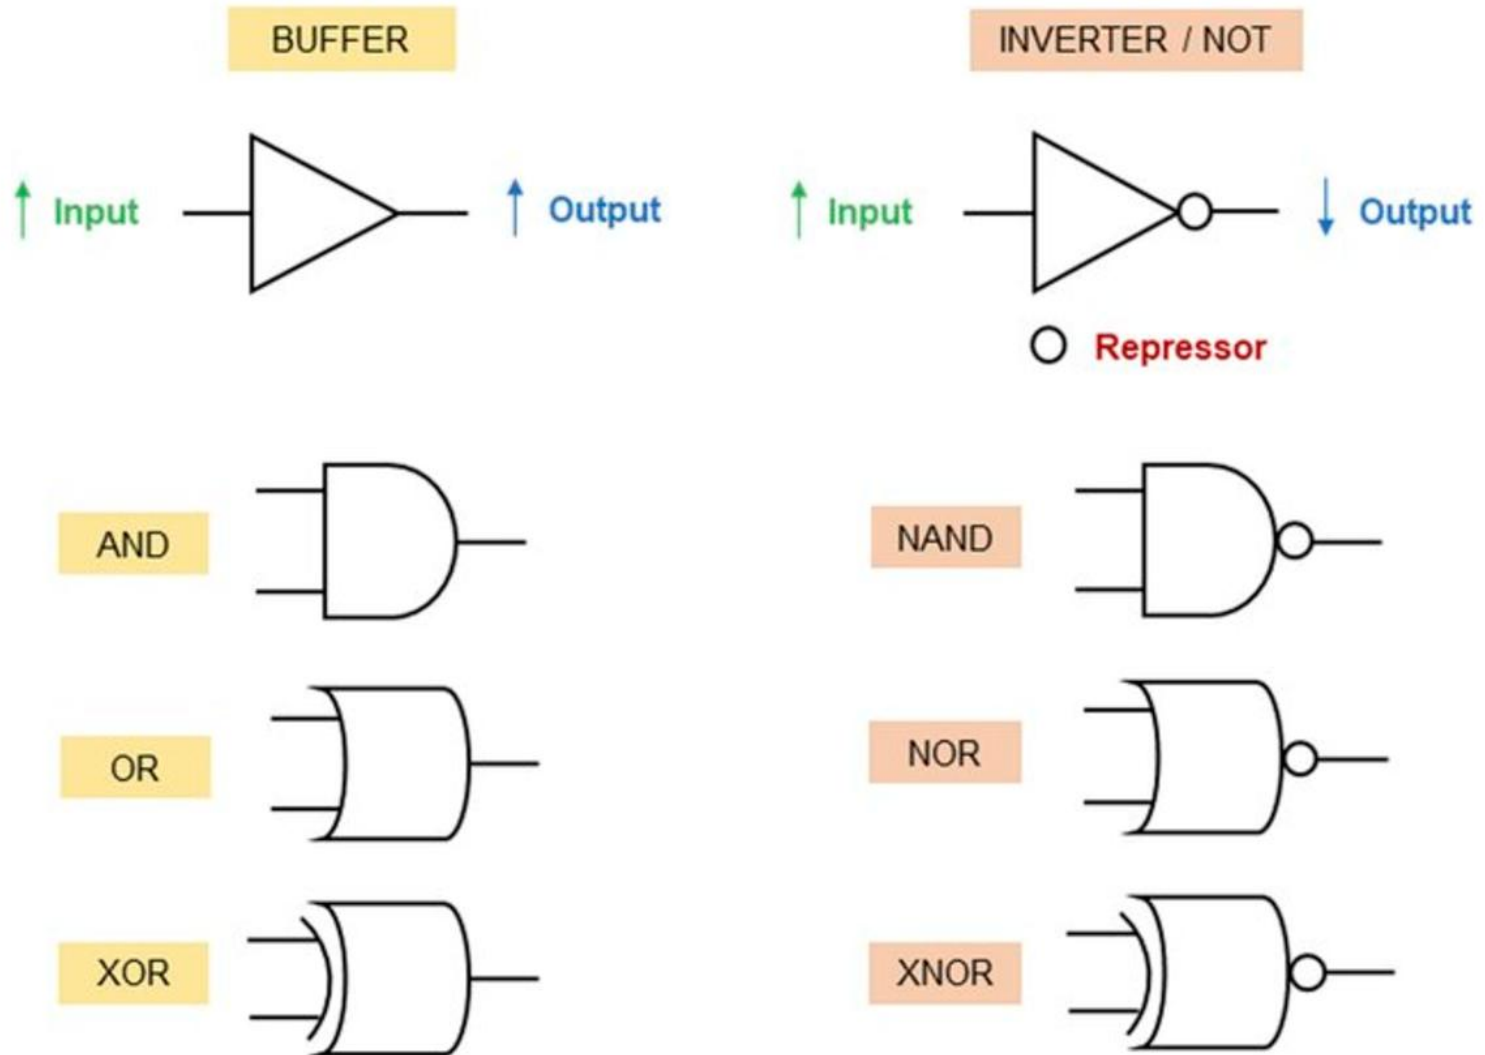 BUFFER
INVERTER / NOT
Input
Output
Input
Output
Repressor
AND
NAND
OR
NOR
XOR
XNOR